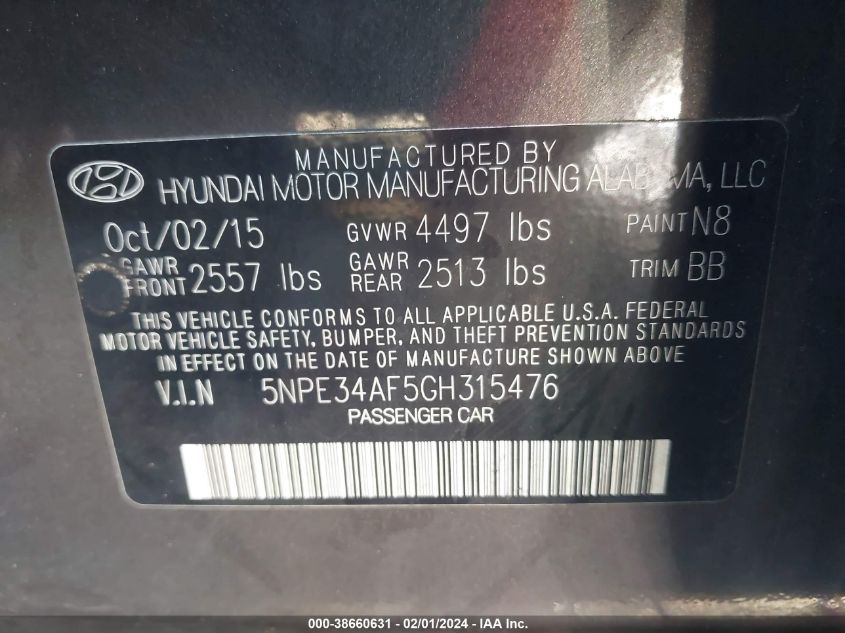 MANUFACTURED BY
HYUNDAI MOTOR MANUFACTURING ALABAMA, LLC
Oct/02/15 GVWR 4497 lbs PAINT N8
GAWR FRONT 2557 lbs GAWR REAR 2513 lbs TRIM BB
THIS VEHICLE CONFORMS TO ALL APPLICABLE U.S.A. FEDERAL
MOTOR VEHICLE SAFETY, BUMPER, AND THEFT PREVENTION STANDARDS
IN EFFECT ON THE DATE OF MANUFACTURE SHOWN ABOVE
V.I.N 5NPE34AF5GH315476
PASSENGER CAR
000-38660631 - 02/01/2024 - IAA Inc.